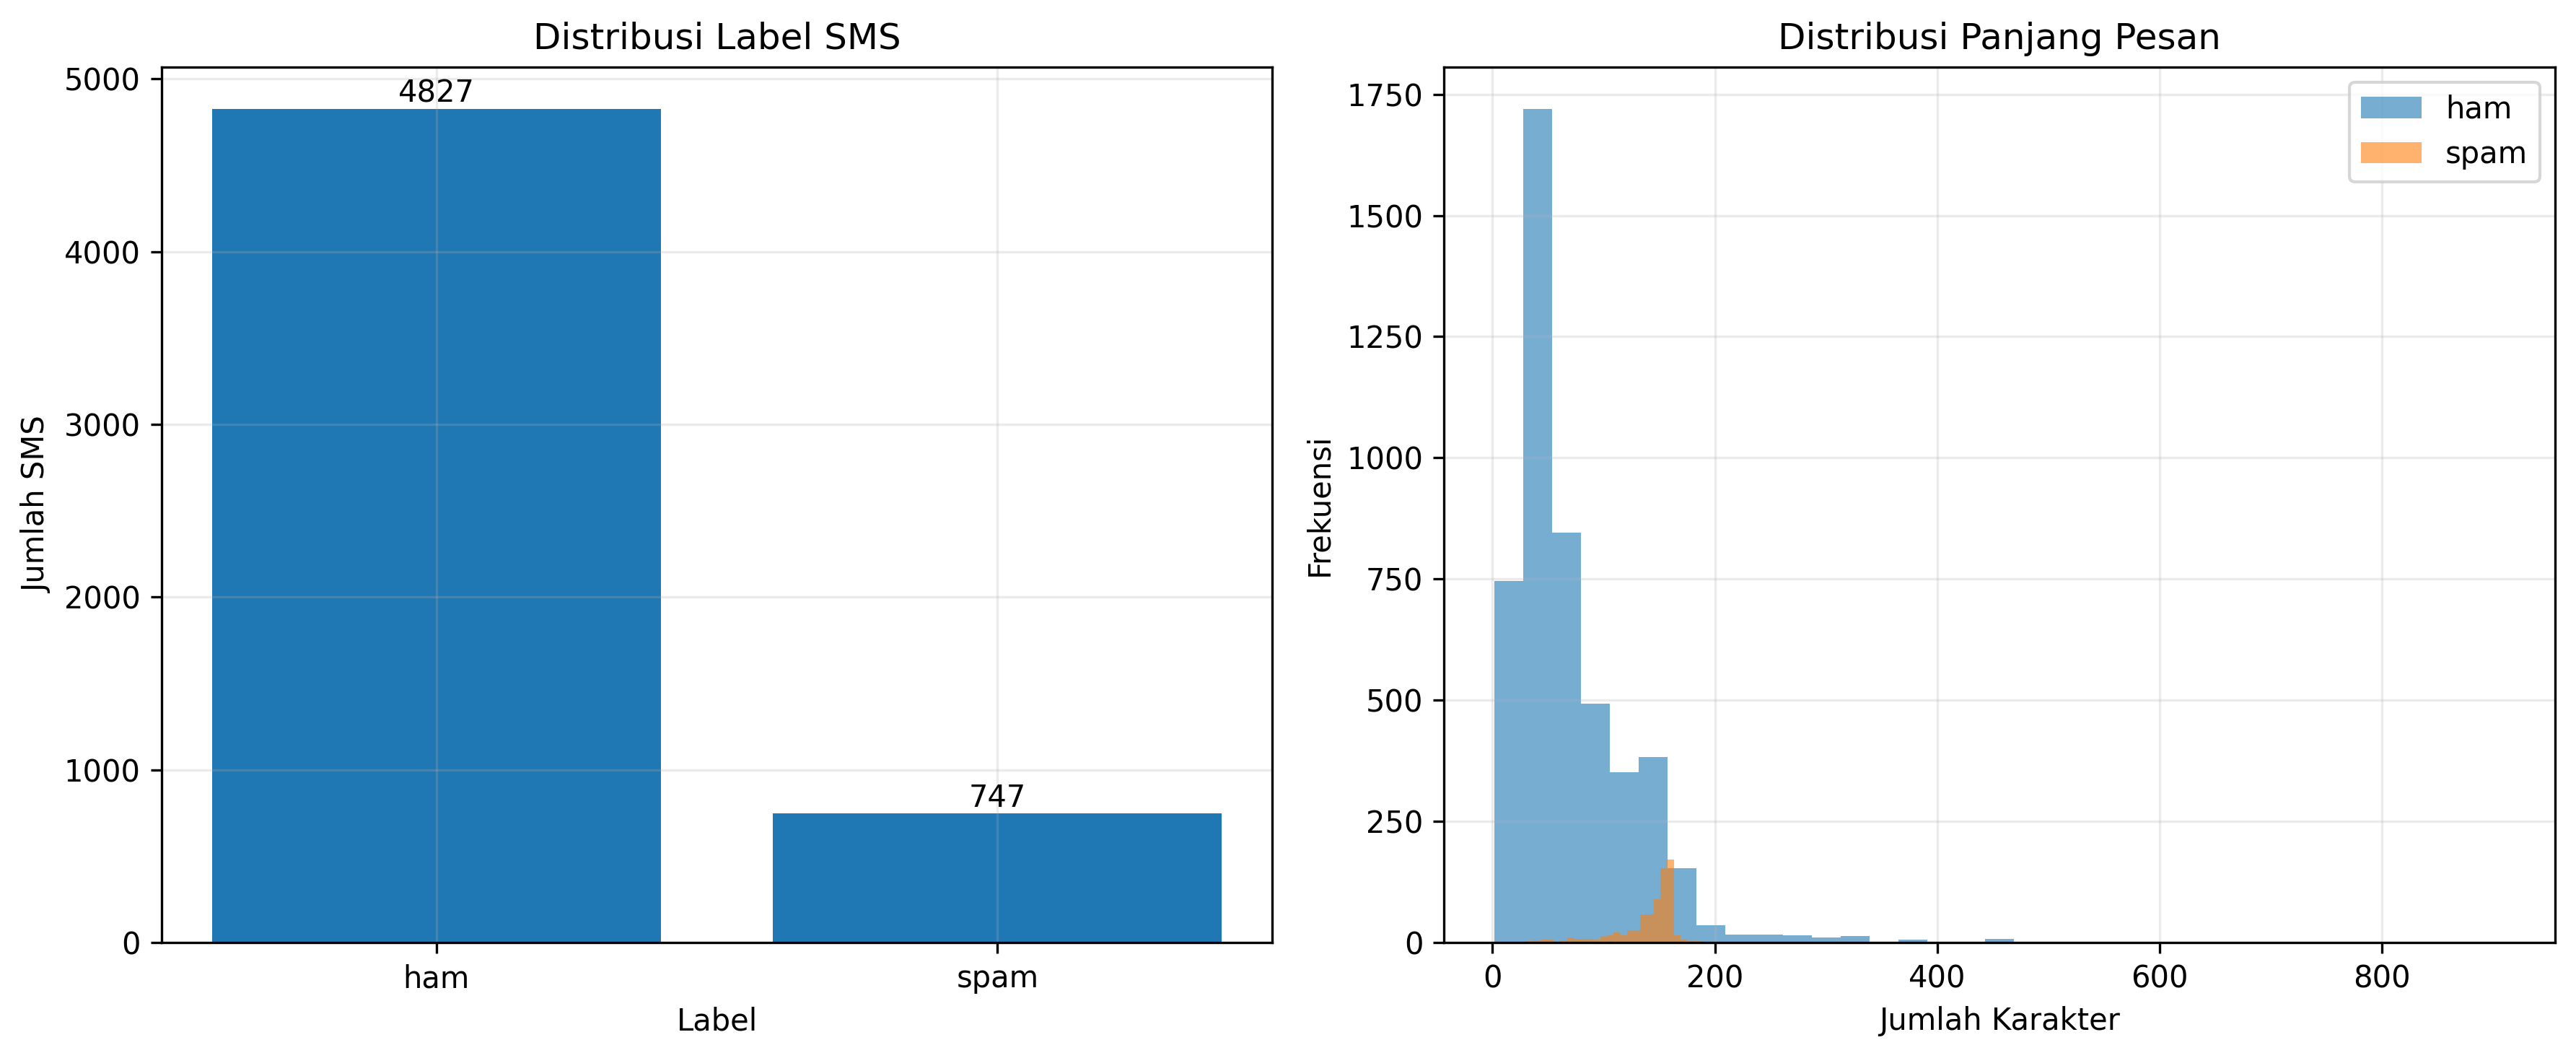 Distribusi Label SMS
5000
4000
3000
2000
1000
0
Jumlah SMS
4827
747
ham
spam
Label
Distribusi Panjang Pesan
1750
1500
1250
1000
750
500
250
0
Frekuensi
ham
spam
0
200
400
600
800
Jumlah Karakter